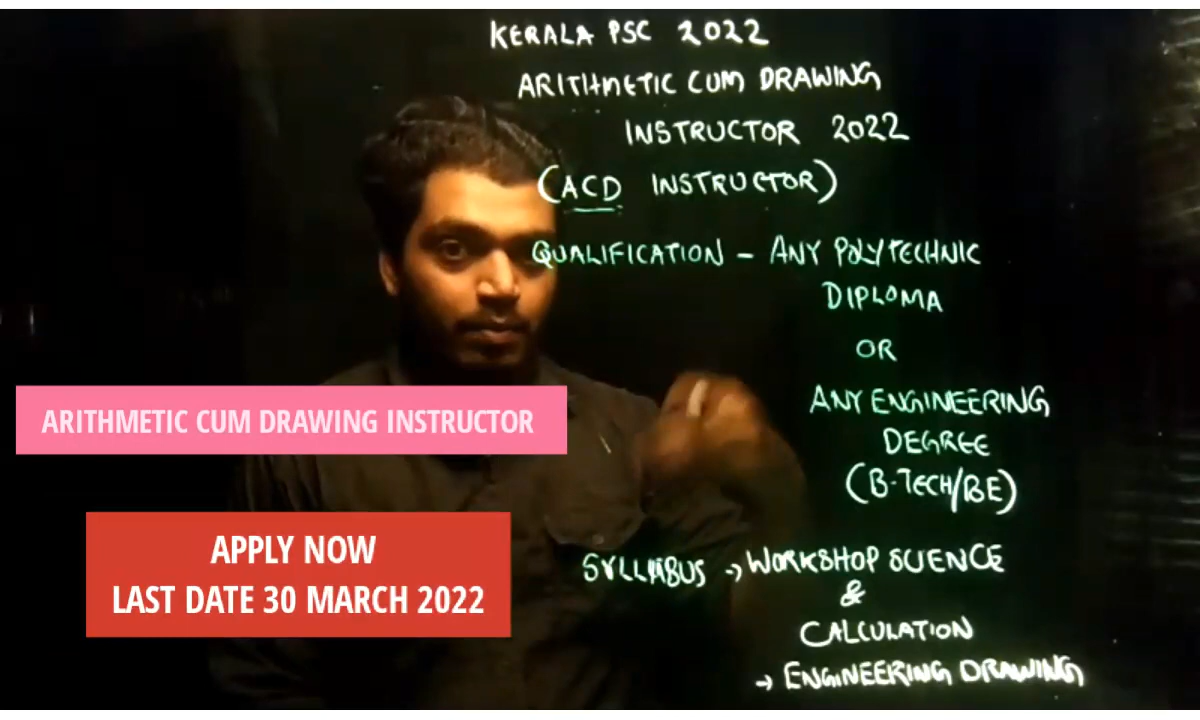 KERALA PSC 2022
ARITHMETIC CUM DRAWING
INSTRUCTOR 2022
(ACD INSTRUCTOR)
QUALIFICATION - ANY POLYTECHNIC
DIPLOMA
OR
ANY ENGINEERING
DEGREE
(B-TECH/BE)
SYLLABUS → WORKSHOP SCIENCE
&
CALCULATION
→ ENGINEERING DRAWING
ARITHMETIC CUM DRAWING INSTRUCTOR
APPLY NOW
LAST DATE 30 MARCH 2022